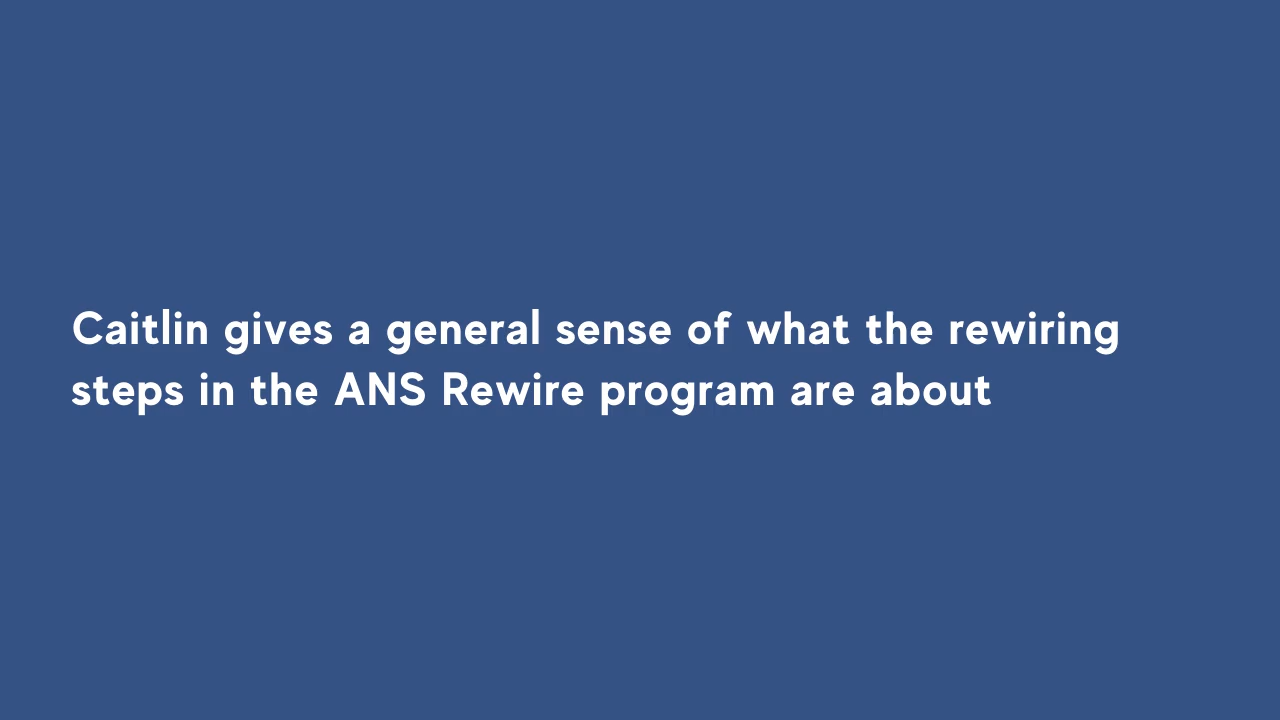 Caitlin gives a general sense of what the rewiring
steps in the ANS Rewire program are about